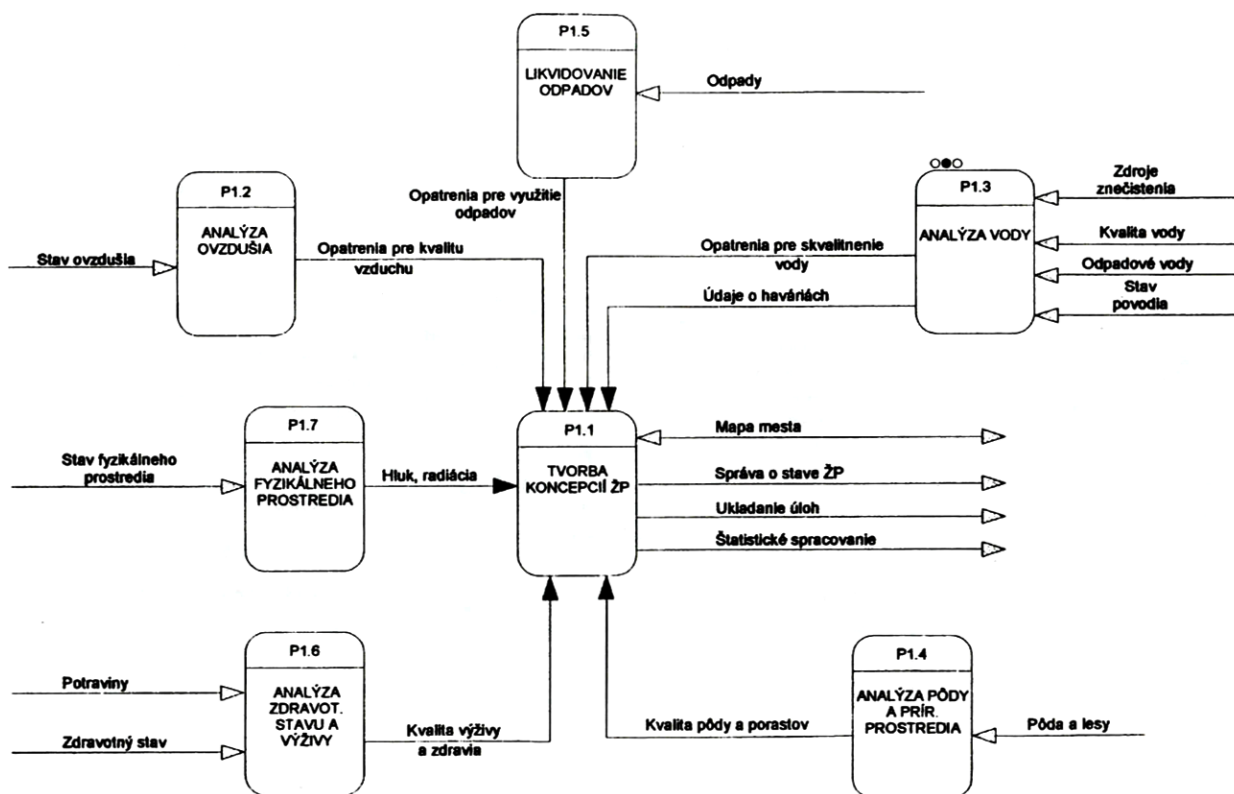 P1.5
LIKVIDOVANIE
ODPADOV
Odpady
P1.2
ANALÝZA
OVZDUŠIA
Stav ovzdušia
Opatrenia pre kvalitu
vzduchu
Opatrenia pre využitie
odpadov
P1.3
ANALÝZA VODY
Zdroje
znečistenia
Kvalita vody
Odpadové vody
Stav
povodia
Opatrenia pre skvalitnenie
vody
Údaje o haváriách
P1.7
ANALÝZA
FYZIKÁLNEHO
PROSTREDIA
Stav fyzikálneho
prostredia
Hluk, radiácia
P1.1
TVORBA
KONCEPCIÍ ŽP
Mapa mesta
Správa o stave ŽP
Ukladanie úloh
Štatistické spracovanie
P1.6
ANALÝZA
ZDRAVOT.
STAVU A
VÝŽIVY
Potraviny
Zdravotný stav
Kvalita výživy
a zdravia
P1.4
ANALÝZA PÔDY
A PRÍR.
PROSTREDIA
Kvalita pôdy a porastov
Pôda a lesy